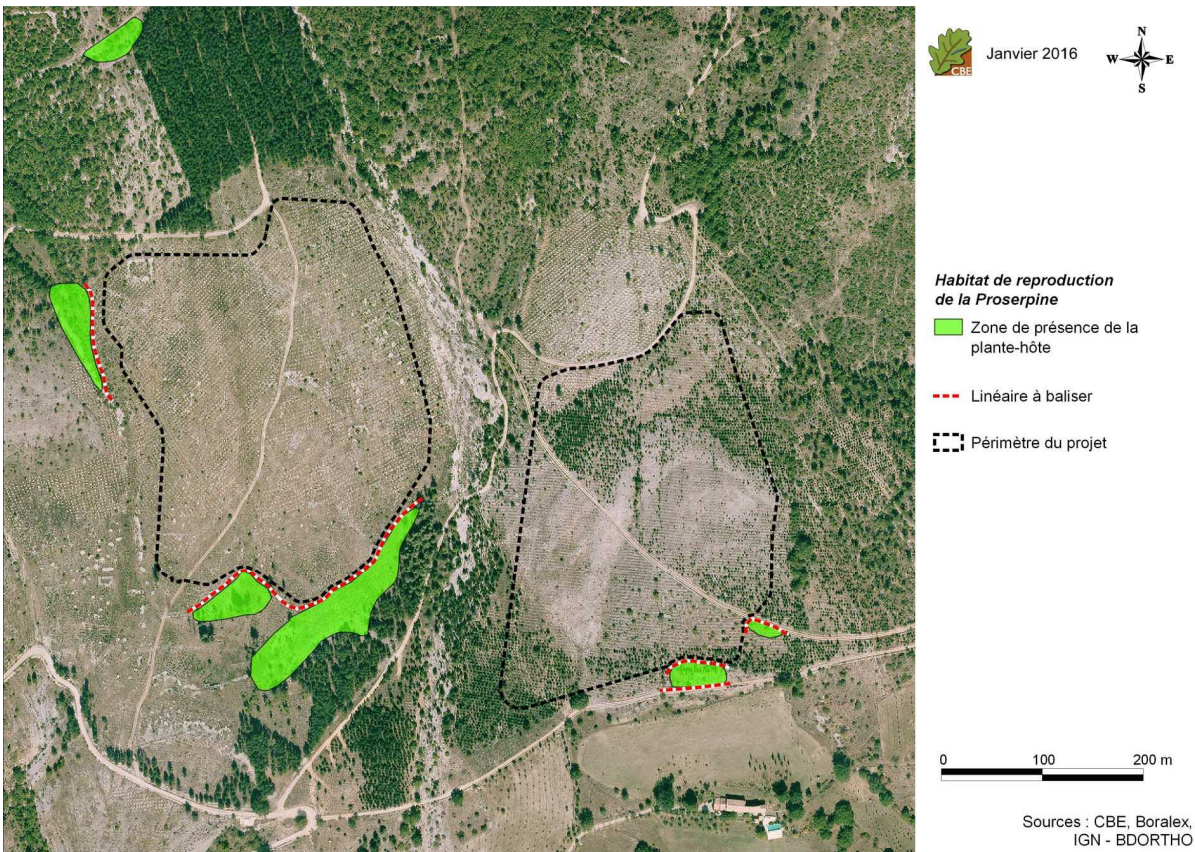 CBE
Janvier 2016
N
W
E
S
Habitat de reproduction
de la Proserpine
Zone de présence de la
plante-hôte
Linéaire à baliser
Périmètre du projet
0
100
200 m
Sources : CBE, Boralex,
IGN - BDORTHO